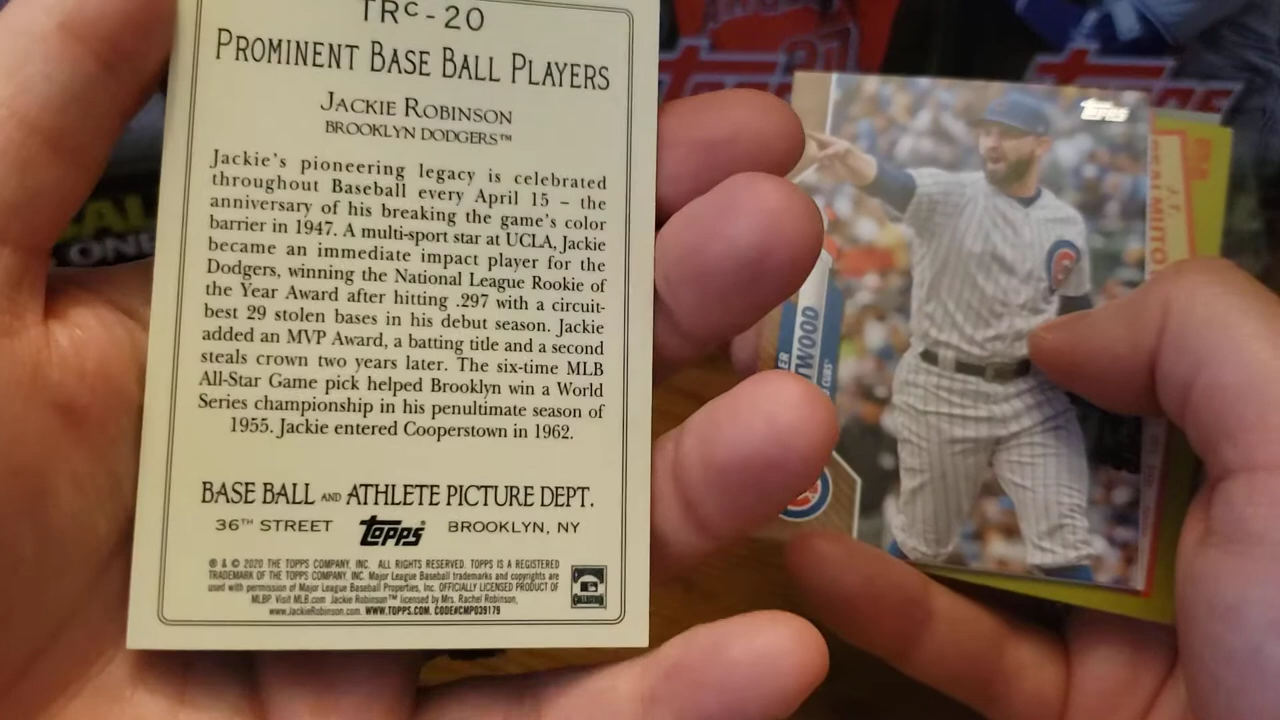 TRC-20
PROMINENT BASE BALL PLAYERS
JACKIE ROBINSON
BROOKLYN DODGERS™
Jackie's pioneering legacy is celebrated
throughout Baseball every April 15 – the
anniversary of his breaking the game's color
barrier in 1947. A multi-sport star at UCLA, Jackie
became an immediate impact player for the
Dodgers, winning the National League Rookie of
the Year Award after hitting .297 with a circuit-
best 29 stolen bases in his debut season. Jackie
added an MVP Award, a batting title and a second
steals crown two years later. The six-time MLB
All-Star Game pick helped Brooklyn win a World
Series championship in his penultimate season of
1955. Jackie entered Cooperstown in 1962.
BASE BALL AND ATHLETE PICTURE DEPT.
36TH STREET Topps® BROOKLYN, NY
® & © 2020 THE TOPPS COMPANY, INC. ALL RIGHTS RESERVED. TOPPS IS A REGISTERED
TRADEMARK OF THE TOPPS COMPANY, INC. Major League Baseball trademarks and copyrights are
used with permission of Major League Baseball Properties, Inc. OFFICIALLY LICENSED PRODUCT OF
MLBP. Visit MLB.com Jackie Robinson™ licensed by Mrs. Rachel Robinson,
www.JackieRobinson.com. WWW.TOPPS.COM. CODE#CMP039179
Topps
ER
TWOOD
CUBS
J.T.
REALMUTO
Topps
Topps
27
ONE